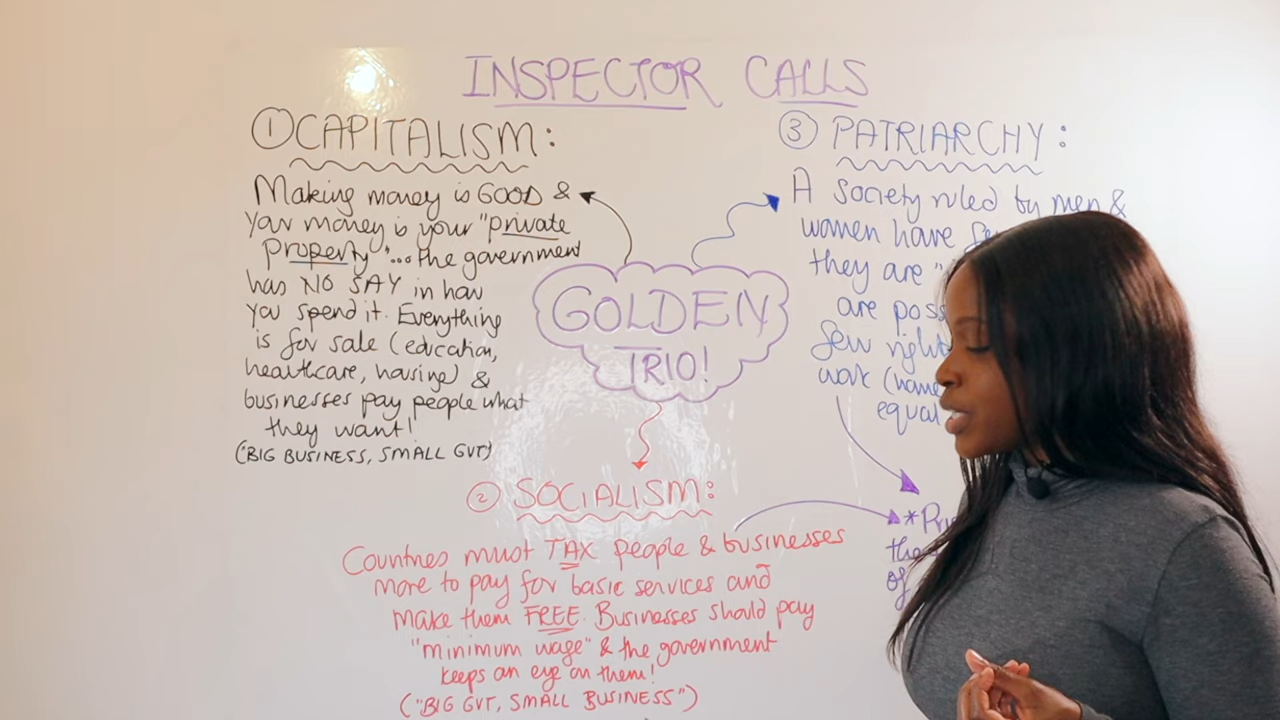 INSPECTOR CALLS
① CAPITALISM:
Making money is GOOD &
your money is your "private
property"... the government
has NO SAY in how
you spend it. Everything
is for sale (education,
healthcare, housing) &
businesses pay people what
they want!
("BIG BUSINESS, SMALL GVT)
GOLDEN
TRIO!
② SOCIALISM:
Countries must TAX people & businesses
more to pay for basic services and
make them FREE. Businesses should pay
"minimum wage" & the government
keeps an eye on them!
("BIG GVT, SMALL BUSINESS")
③ PATRIARCHY:
A society ruled by men &
women have
they are "
are
few
work
equal
of